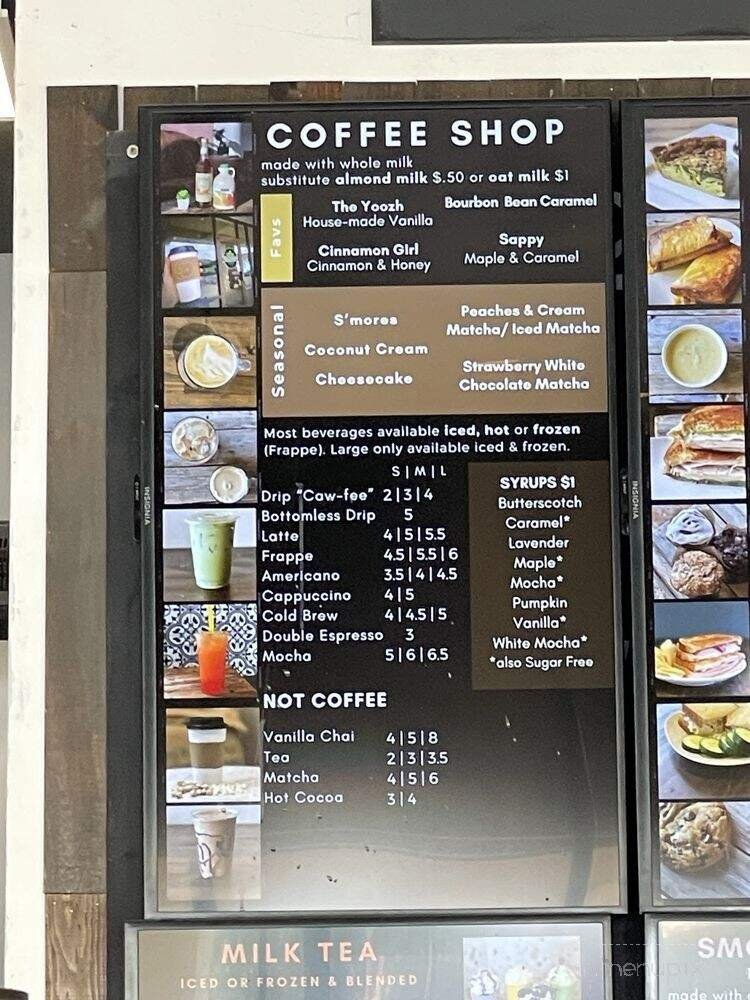 COFFEE SHOP
made with whole milk
substitute almond milk $.50 or oat milk $1
Favs
The Yoozh
House-made Vanilla
Bourbon Bean Caramel
Cinnamon Girl
Cinnamon & Honey
Sappy
Maple & Caramel
Seasonal
S'mores
Coconut Cream
Cheesecake
Peaches & Cream
Matcha/ Iced Matcha
Strawberry White
Chocolate Matcha
Most beverages available iced, hot or frozen
(Frappe). Large only available iced & frozen.
S | M | L
Drip "Caw-fee" 2 | 3 | 4
Bottomless Drip 5
Latte 4 | 5 | 5.5
Frappe 4.5 | 5.5 | 6
Americano 3.5 | 4 | 4.5
Cappuccino 4 | 5
Cold Brew 4 | 4.5 | 5
Double Espresso 3
Mocha 5 | 6 | 6.5
SYRUPS $1
Butterscotch
Caramel*
Lavender
Maple*
Mocha*
Pumpkin
Vanilla*
White Mocha*
*also Sugar Free
NOT COFFEE
Vanilla Chai 4 | 5 | 8
Tea 2 | 3 | 3.5
Matcha 4 | 5 | 6
Hot Cocoa 3 | 4
INSIGNIA
INSIGNIA
MILK TEA
ICED OR FROZEN & BLENDED
SMO
made with
menupix